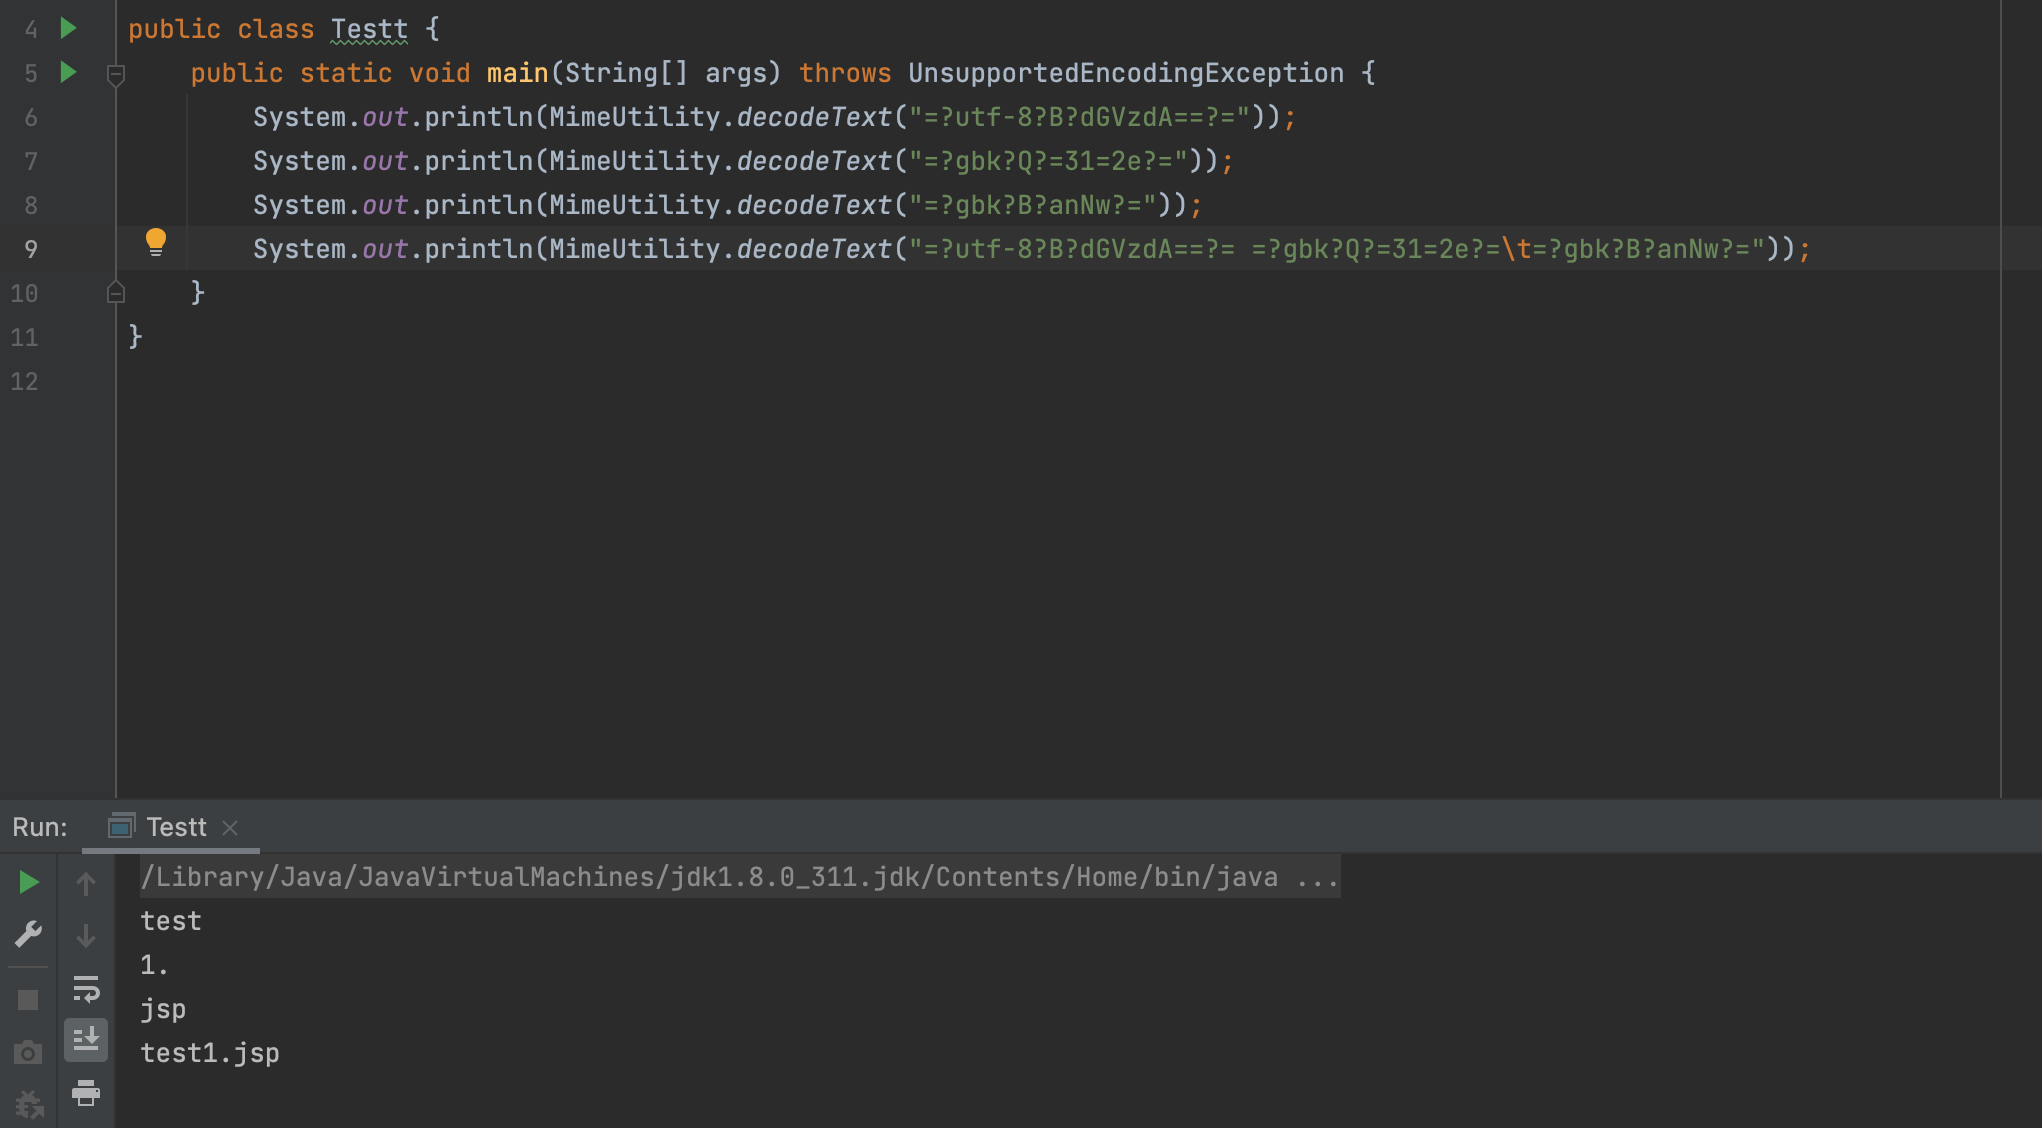 4 public class Testt {
5 public static void main(String[] args) throws UnsupportedEncodingException {
6 System.out.println(MimeUtility.decodeText("=?utf-8?B?dGVzdA==?="));
7 System.out.println(MimeUtility.decodeText("=?gbk?Q?=31=2e?="));
8 System.out.println(MimeUtility.decodeText("=?gbk?B?anNw?="));
9 System.out.println(MimeUtility.decodeText("=?utf-8?B?dGVzdA==?= =?gbk?Q?=31=2e?=\t=?gbk?B?anNw?="));
10 }
11 }
12
Run: Testt
/Library/Java/JavaVirtualMachines/jdk1.8.0_311.jdk/Contents/Home/bin/java ...
test
1.
jsp
test1.jsp